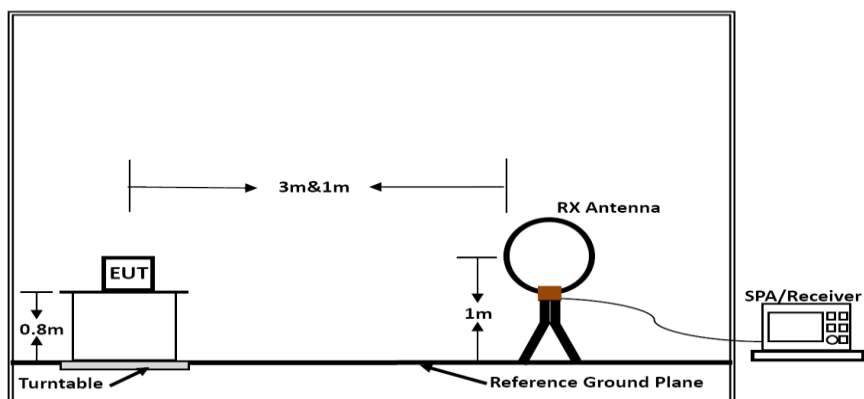 3m&1m
RX Antenna
EUT
SPA/Receiver
0.8m
1m
Turntable
Reference Ground Plane